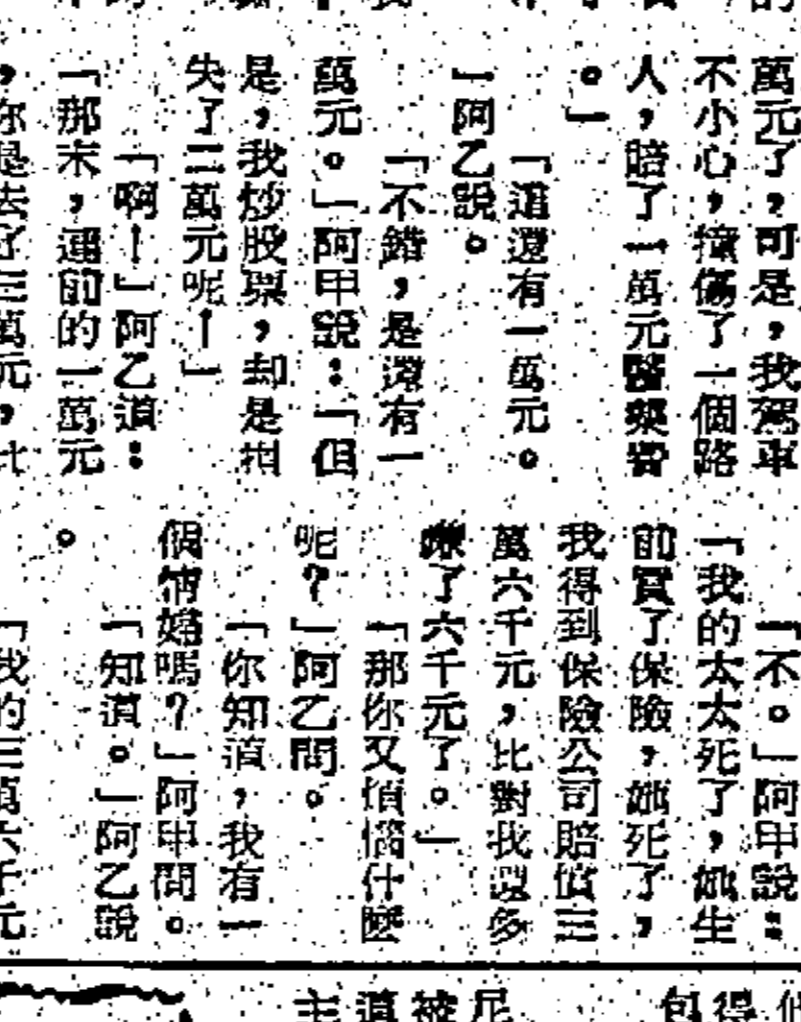 萬元了，可是，我駕車
不小心，撞傷了一個路
人，賠了一萬元醫藥費
。」
「這還有一萬元。
」阿乙說。
「不錯，是還有一
萬元。」阿甲說：「但
是，我炒股票，却是損
失了二萬元呢！」
「啊！」阿乙道：
「那末，連前的一萬元
，你是去了三萬元，比
「不。」阿甲說：
「我的太太死了，她生
前買了保險，她死了，
我得到保險公司賠償三
萬六千元，比對我還多
賺了六千元了。」
「那你又煩惱什麼
呢？」阿乙問。
「你知道，我有一
個情婦嗎？」阿甲問。
「知道。」阿乙說
。
「我的三萬六千元